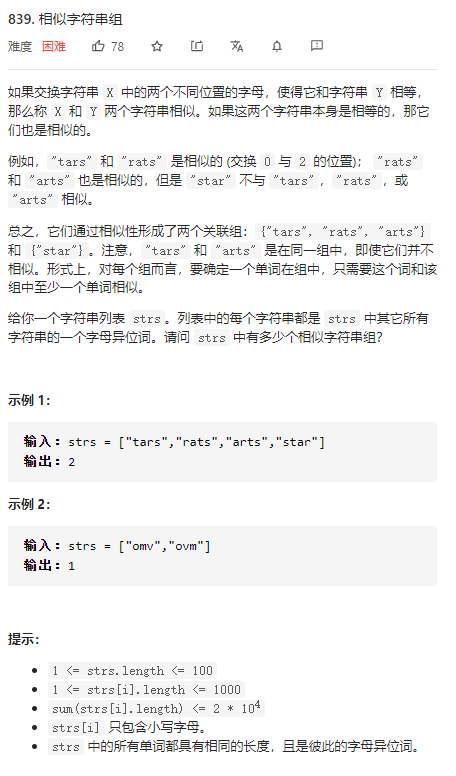 839. 相似字符串组
难度 困难 78
如果交换字符串 X 中的两个不同位置的字母，使得它和字符串 Y 相等，
那么称 X 和 Y 两个字符串相似。如果这两个字符串本身是相等的，那它
们也是相似的。
例如，"tars" 和 "rats" 是相似的 (交换 0 与 2 的位置)； "rats"
和 "arts" 也是相似的，但是 "star" 不与 "tars"，"rats"，或
"arts" 相似。
总之，它们通过相似性形成了两个关联组：{"tars", "rats", "arts"}
和 {"star"}。注意，"tars" 和 "arts" 是在同一组中，即使它们并不
相似。形式上，对每个组而言，要确定一个单词在组中，只需要这个词和该
组中至少一个单词相似。
给你一个字符串列表 strs。列表中的每个字符串都是 strs 中其它所有
字符串的一个字母异位词。请问 strs 中有多少个相似字符串组？
示例 1：
输入：strs = ["tars","rats","arts","star"]
输出：2
示例 2：
输入：strs = ["omv","ovm"]
输出：1
提示：
• 1 <= strs.length <= 100
• 1 <= strs[i].length <= 1000
• sum(strs[i].length) <= 2 * 10⁴
• strs[i] 只包含小写字母。
• strs 中的所有单词都具有相同的长度，且是彼此的字母异位词。